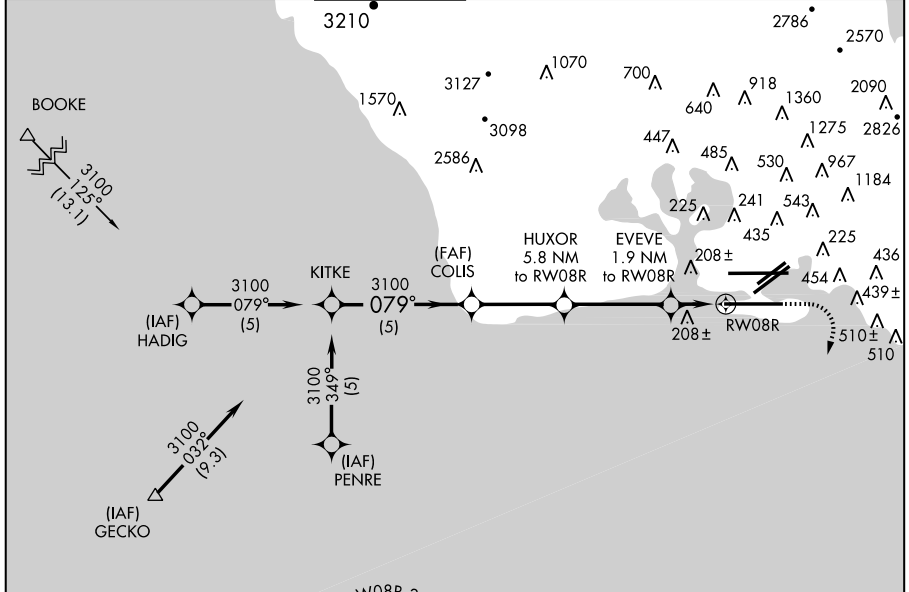 3210
2786
2570
1070
3127
700
918
2090
BOOKE
1570
640
1360
3098
2826
447
1275
2586
485
530
967
3100
125°
(13.1)
1184
225
241
543
435
HUXOR
5.8 NM
to RW08R
EVEVE
1.9 NM
to RW08R
225
(FAF)
COLIS
208±
436
KITKE
454
3100
079°
(5)
3100
079°
(5)
439±
(IAF)
HADIG
RW08R
208±
510±
510
3100
349°
(5)
3100
032°
(9.3)
(IAF)
PENRE
(IAF)
GECKO